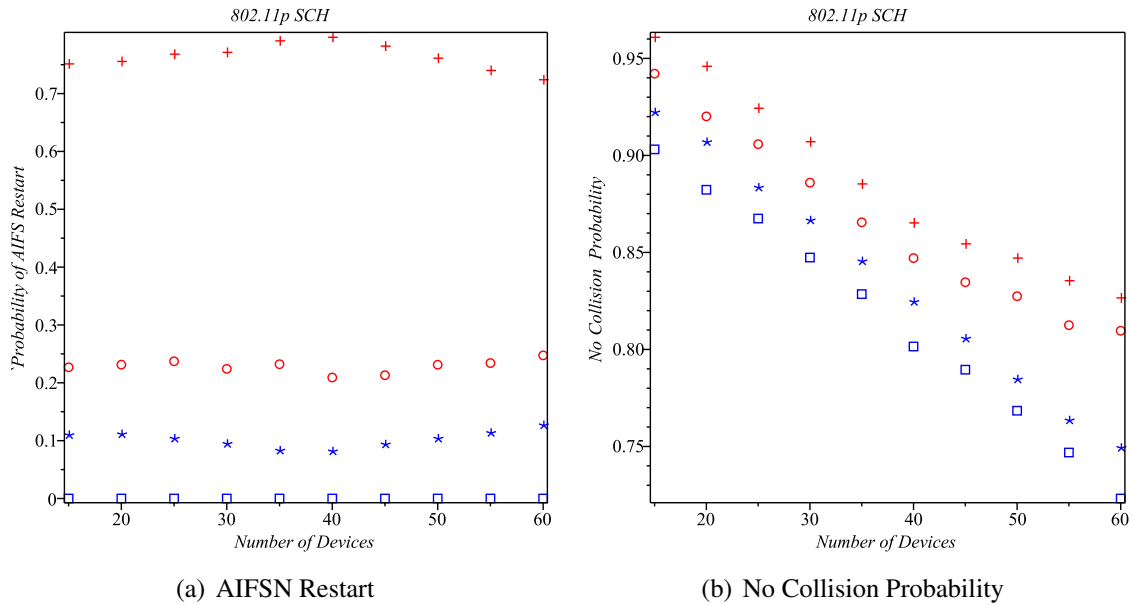 802.11p SCH
0.7
0.6
0.5
0.4
0.3
0.2
0.1
0
`Probability of AIFS Restart
20
30
40
50
60
Number of Devices
(a) AIFSN Restart
802.11p SCH
0.95
0.90
0.85
0.80
0.75
No Collision Probability
20
30
40
50
60
Number of Devices
(b) No Collision Probability